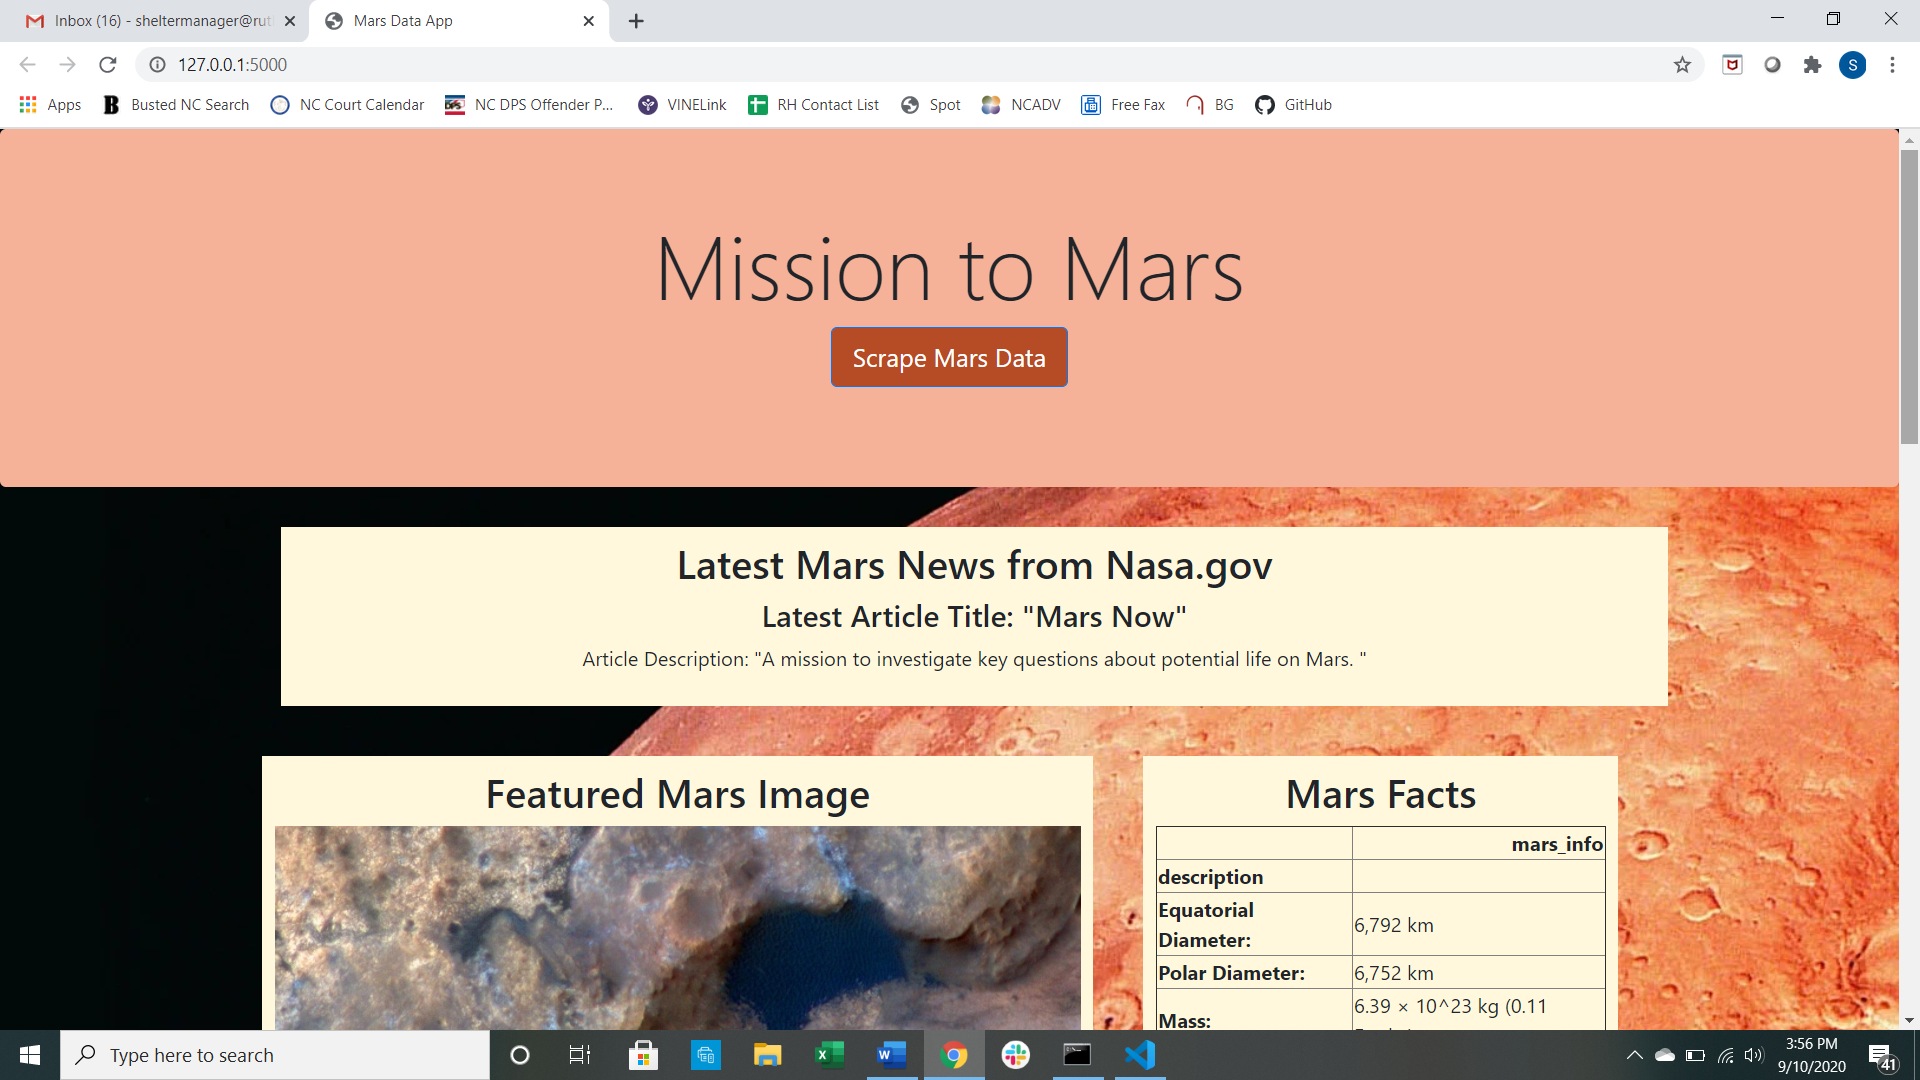 Inbox (16) - sheltermanager@rut
Mars Data App
127.0.0.1:5000
S
Apps
Busted NC Search
NC Court Calendar
NC DPS Offender P...
VINELink
RH Contact List
Spot
NCADV
Free Fax
BG
GitHub
Mission to Mars
Scrape Mars Data
Latest Mars News from Nasa.gov
Latest Article Title: "Mars Now"
Article Description: "A mission to investigate key questions about potential life on Mars. "
Featured Mars Image
Mars Facts
mars_info
description
Equatorial
Diameter:
6,792 km
Polar Diameter:
6,752 km
Mass:
6.39 × 10^23 kg (0.11
Type here to search
3:56 PM
9/10/2020
41